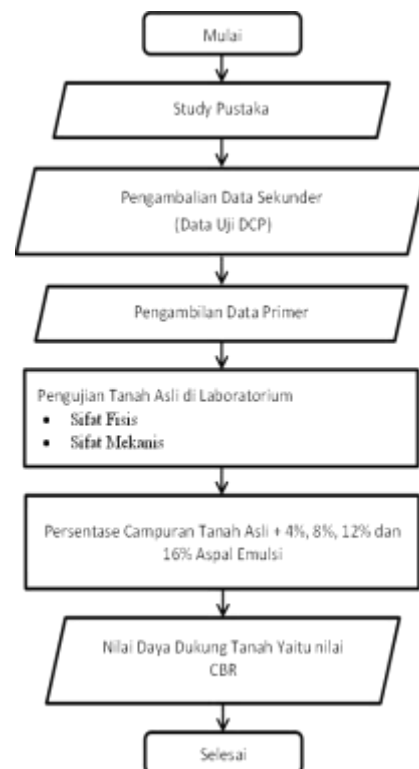 Mulai
Study Pustaka
Pengambalian Data Sekunder
(Data Uji DCP)
Pengambilan Data Primer
Pengujian Tanah Asli di Laboratorium
• Sifat Fisis
• Sifat Mekanis
Persentase Campuran Tanah Asli + 4%, 8%, 12% dan
16% Aspal Emulsi
Nilai Daya Dukung Tanah Yaitu nilai
CBR
Selesai